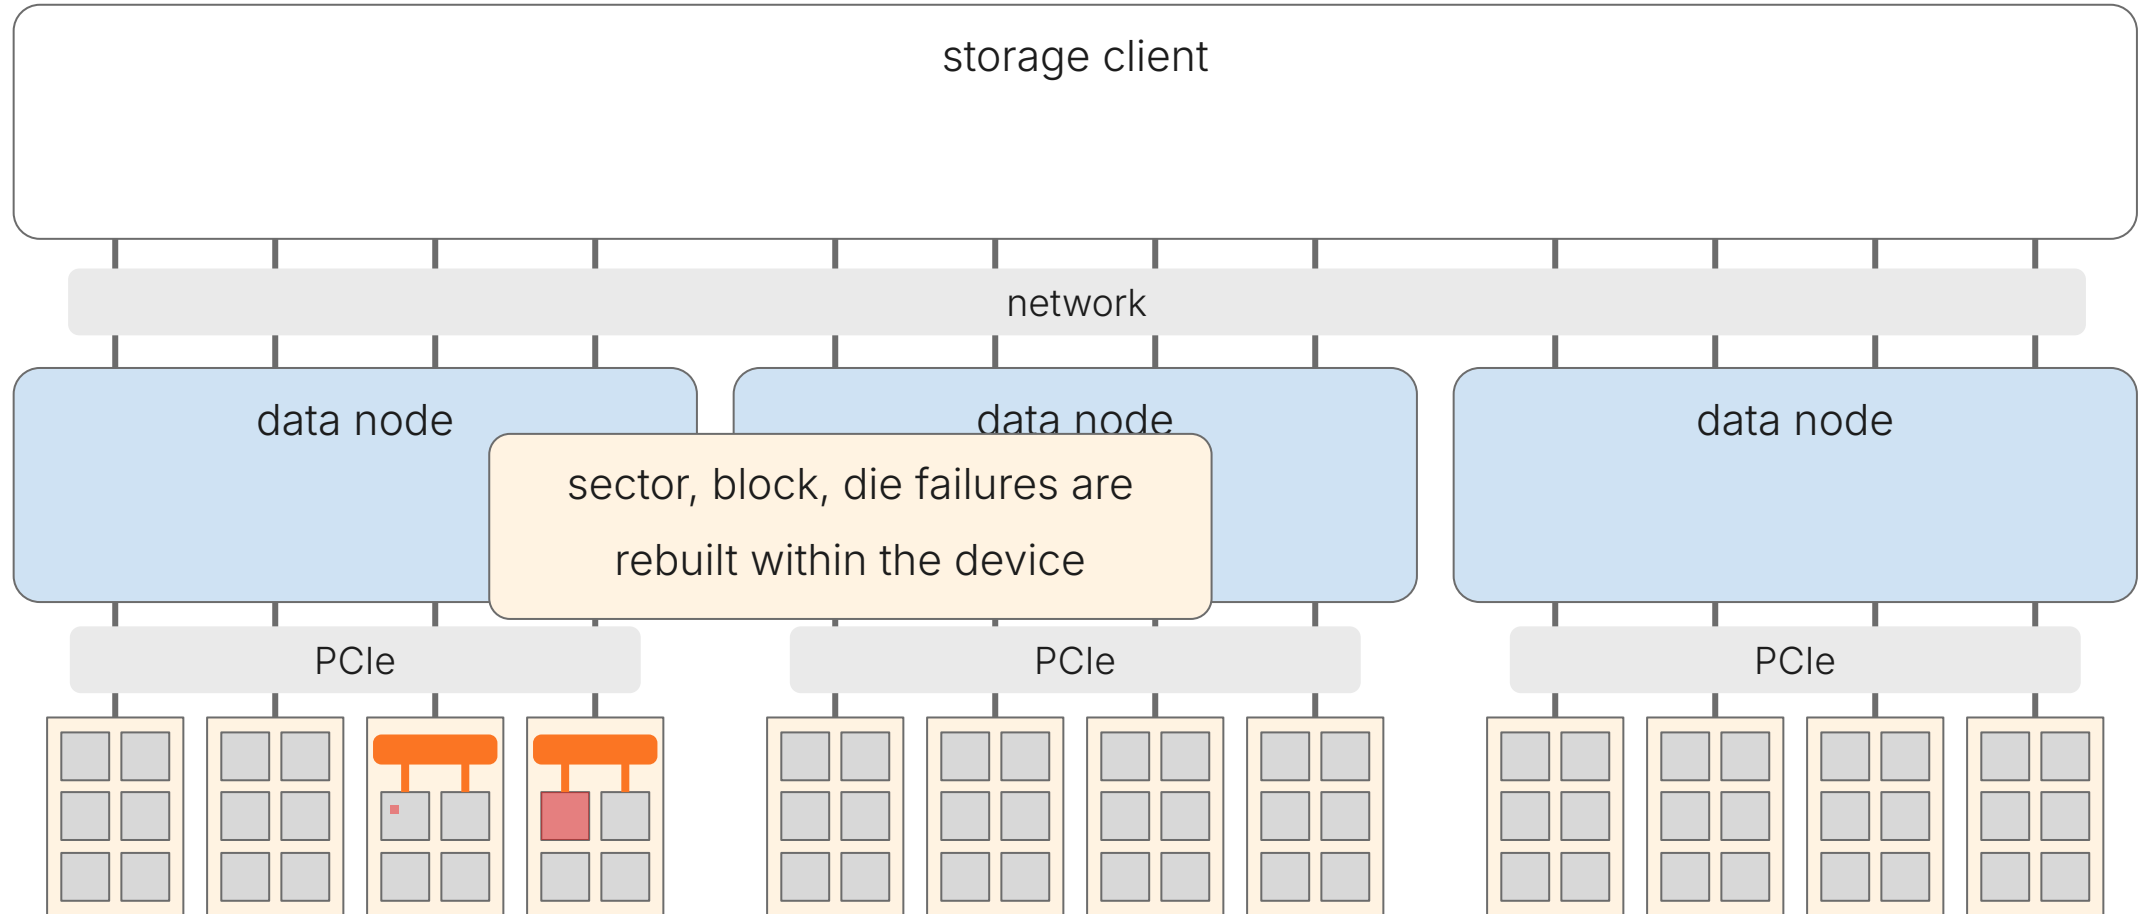 storage client
network
data node
data node
data node
sector, block, die failures are
rebuilt within the device
PCIe
PCIe
PCIe